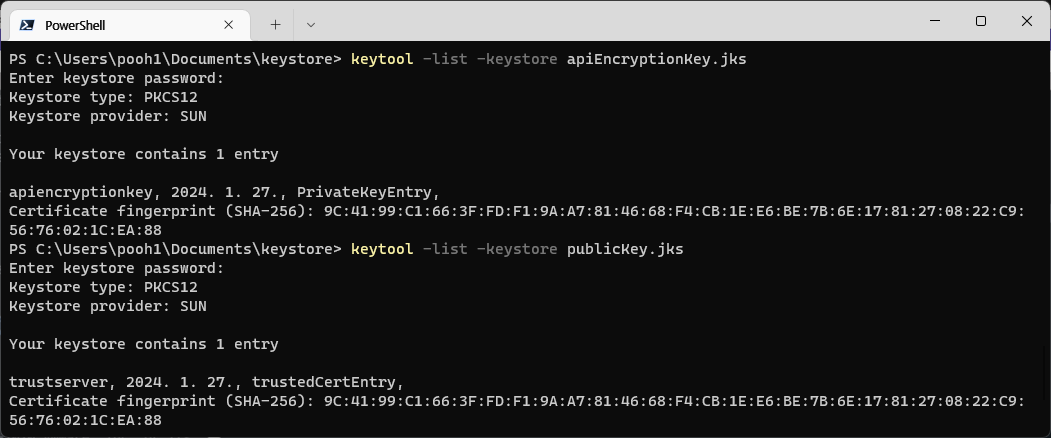 PowerShell
PS C:\Users\pooh1\Documents\keystore> keytool -list -keystore apiEncryptionKey.jks
Enter keystore password:
Keystore type: PKCS12
Keystore provider: SUN
Your keystore contains 1 entry
apiencryptionkey, 2024. 1. 27., PrivateKeyEntry,
Certificate fingerprint (SHA-256): 9C:41:99:C1:66:3F:FD:F1:9A:A7:81:46:68:F4:CB:1E:E6:BE:7B:6E:17:81:27:08:22:C9:
56:76:02:1C:EA:88
PS C:\Users\pooh1\Documents\keystore> keytool -list -keystore publicKey.jks
Enter keystore password:
Keystore type: PKCS12
Keystore provider: SUN
Your keystore contains 1 entry
trustserver, 2024. 1. 27., trustedCertEntry,
Certificate fingerprint (SHA-256): 9C:41:99:C1:66:3F:FD:F1:9A:A7:81:46:68:F4:CB:1E:E6:BE:7B:6E:17:81:27:08:22:C9:
56:76:02:1C:EA:88